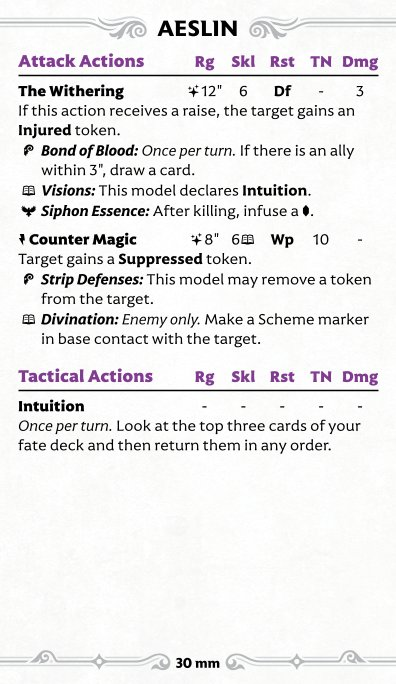 AESLIN
Attack Actions Rg Skl Rst TN Dmg
The Withering 12" 6 Df - 3
If this action receives a raise, the target gains an
Injured token.
Bond of Blood: Once per turn. If there is an ally
within 3", draw a card.
Visions: This model declares Intuition.
Siphon Essence: After killing, infuse a .
Counter Magic 8" 6 Wp 10 -
Target gains a Suppressed token.
Strip Defenses: This model may remove a token
from the target.
Divination: Enemy only. Make a Scheme marker
in base contact with the target.
Tactical Actions Rg Skl Rst TN Dmg
Intuition - - - - -
Once per turn. Look at the top three cards of your
fate deck and then return them in any order.
30 mm